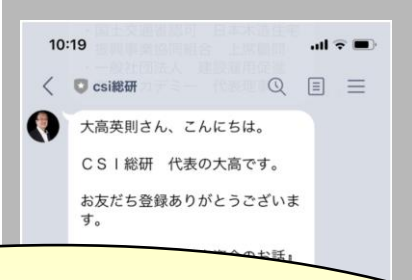 10:19
csi総研
大高英則さん、こんにちは。
CSI総研 代表の大高です。
お友だち登録ありがとうございま
す。